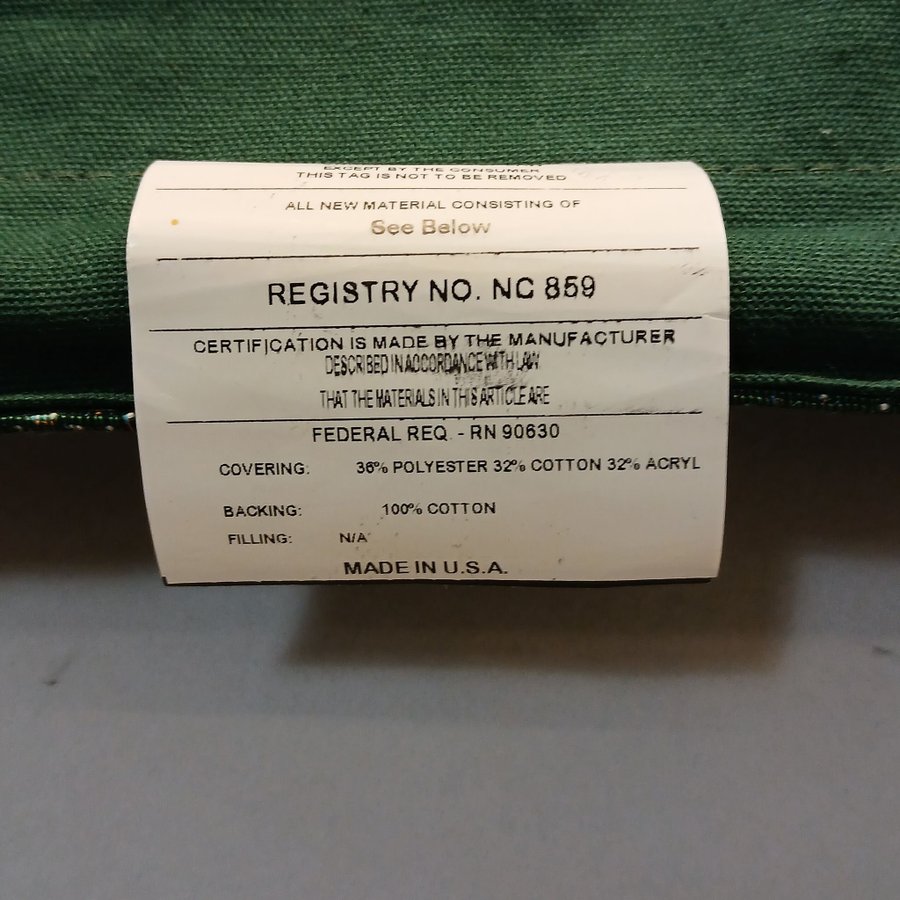 EXCEPT BY THE CONSUMER
THIS TAG IS NOT TO BE REMOVED
ALL NEW MATERIAL CONSISTING OF
See Below
REGISTRY NO. NC 859
CERTIFICATION IS MADE BY THE MANUFACTURER
DESCRIBED IN ACCORDANCE WITH LAW
THAT THE MATERIALS IN THIS ARTICLE ARE
FEDERAL REQ. - RN 90630
COVERING: 36% POLYESTER 32% COTTON 32% ACRYL
BACKING: 100% COTTON
FILLING: N/A
MADE IN U.S.A.